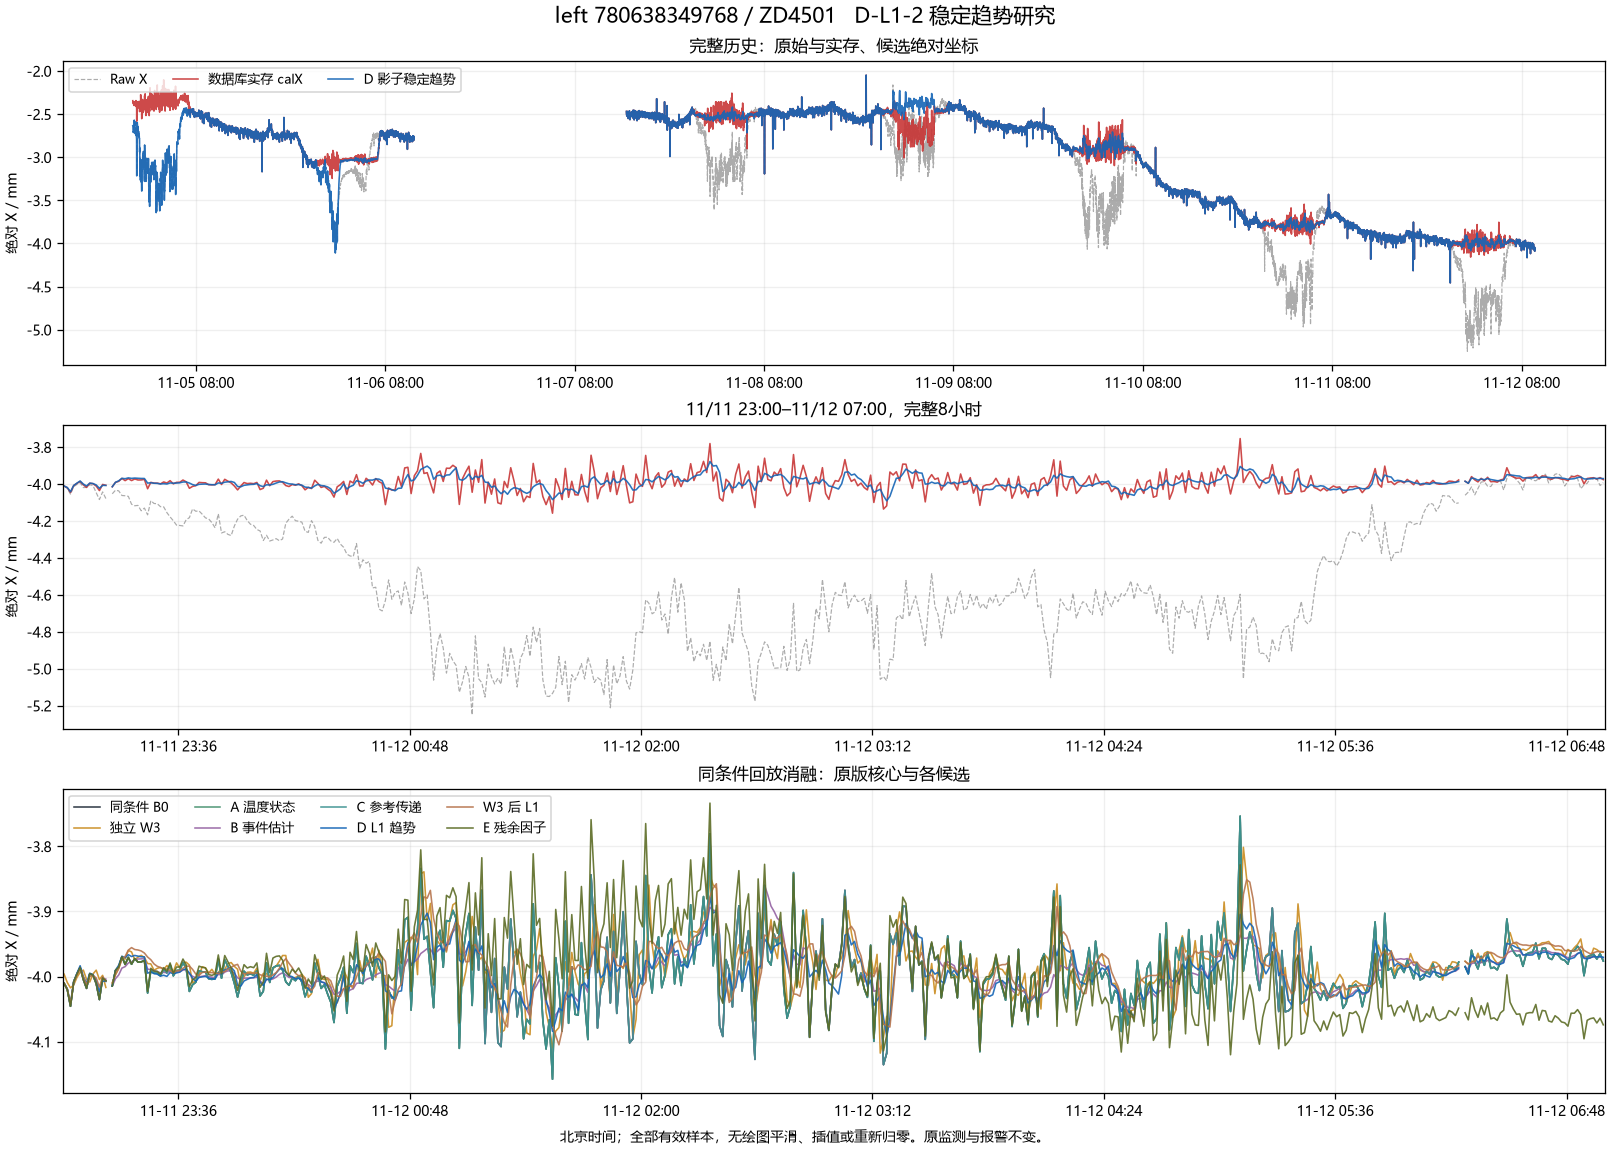 left 780638349768 / ZD4501   D-L1-2 稳定趋势研究
完整历史：原始与实存、候选绝对坐标
Raw X   数据库实存 calX   D 影子稳定趋势
绝对 X / mm
-2.0
-2.5
-3.0
-3.5
-4.0
-4.5
-5.0
11-05 08:00   11-06 08:00   11-07 08:00   11-08 08:00   11-09 08:00   11-10 08:00   11-11 08:00   11-12 08:00
11/11 23:00–11/12 07:00，完整8小时
绝对 X / mm
-3.8
-4.0
-4.2
-4.4
-4.6
-4.8
-5.0
-5.2
11-11 23:36   11-12 00:48   11-12 02:00   11-12 03:12   11-12 04:24   11-12 05:36   11-12 06:48
同条件回放消融：原版核心与各候选
同条件 B0   A 温度状态   C 参考传递   W3 后 L1
独立 W3   B 事件估计   D L1 趋势   E 残余因子
绝对 X / mm
-3.8
-3.9
-4.0
-4.1
11-11 23:36   11-12 00:48   11-12 02:00   11-12 03:12   11-12 04:24   11-12 05:36   11-12 06:48
北京时间；全部有效样本，无绘图平滑、插值或重新归零。原监测与报警不变。